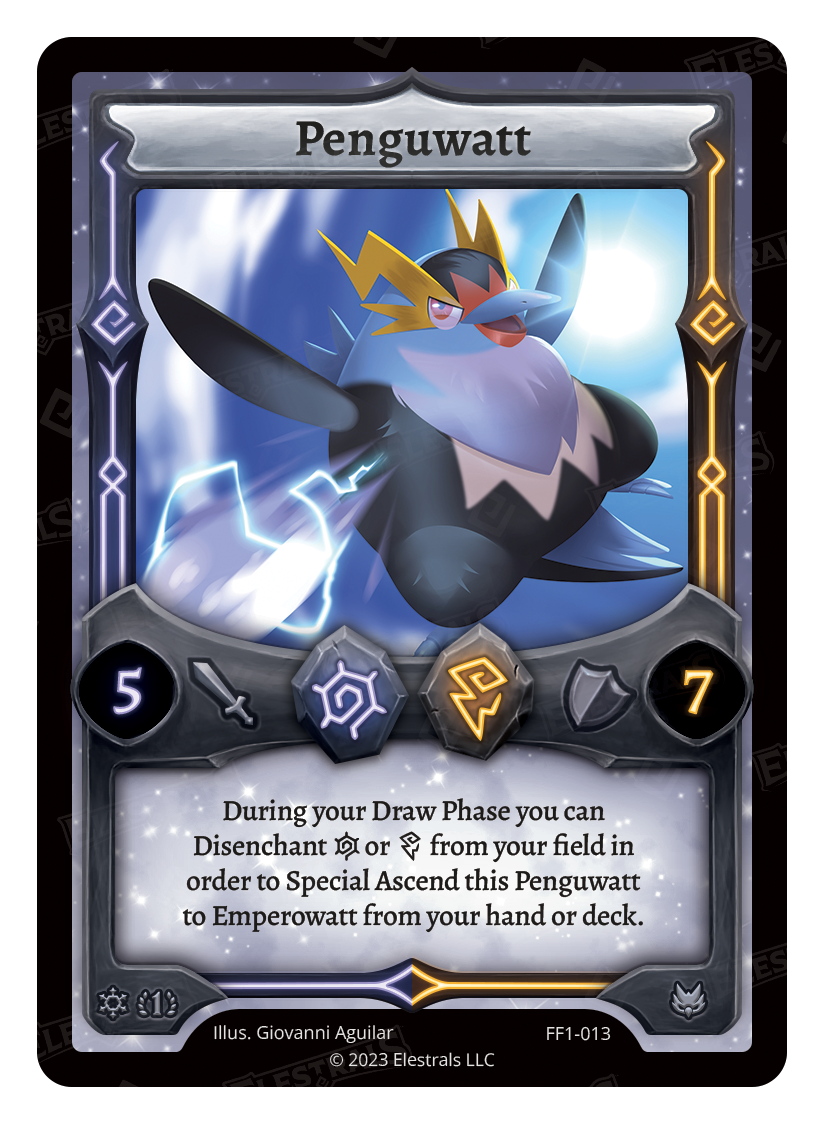 Penguwatt
5
7
During your Draw Phase you can
Disenchant or from your field in
order to Special Ascend this Penguwatt
to Emperowatt from your hand or deck.
1
Illus. Giovanni Aguilar
FF1-013
© 2023 Elestrals LLC